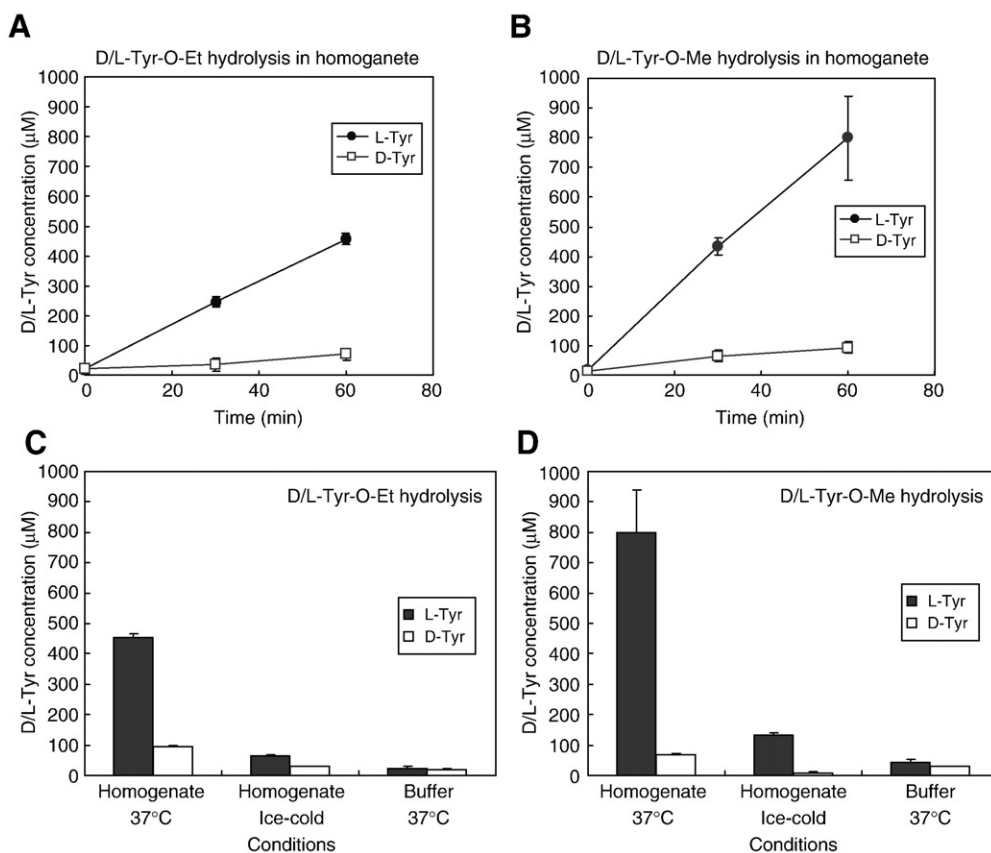 A
D/L-Tyr-O-Et hydrolysis in homoganete
1000
900
800
700
600
500
400
300
200
100
0
D/L-Tyr concentration (μM)
L-Tyr
D-Tyr
0 20 40 60 80
Time (min)
B
D/L-Tyr-O-Me hydrolysis in homoganete
1000
900
800
700
600
500
400
300
200
100
0
D/L-Tyr concentration (μM)
L-Tyr
D-Tyr
0 20 40 60 80
Time (min)
C
1000
900
800
700
600
500
400
300
200
100
0
D/L-Tyr concentration (μM)
D/L-Tyr-O-Et hydrolysis
L-Tyr
D-Tyr
Homogenate Homogenate Buffer
37°C Ice-cold 37°C
Conditions
D
1000
900
800
700
600
500
400
300
200
100
0
D/L-Tyr concentration (μM)
D/L-Tyr-O-Me hydrolysis
L-Tyr
D-Tyr
Homogenate Homogenate Buffer
37°C Ice-cold 37°C
Conditions